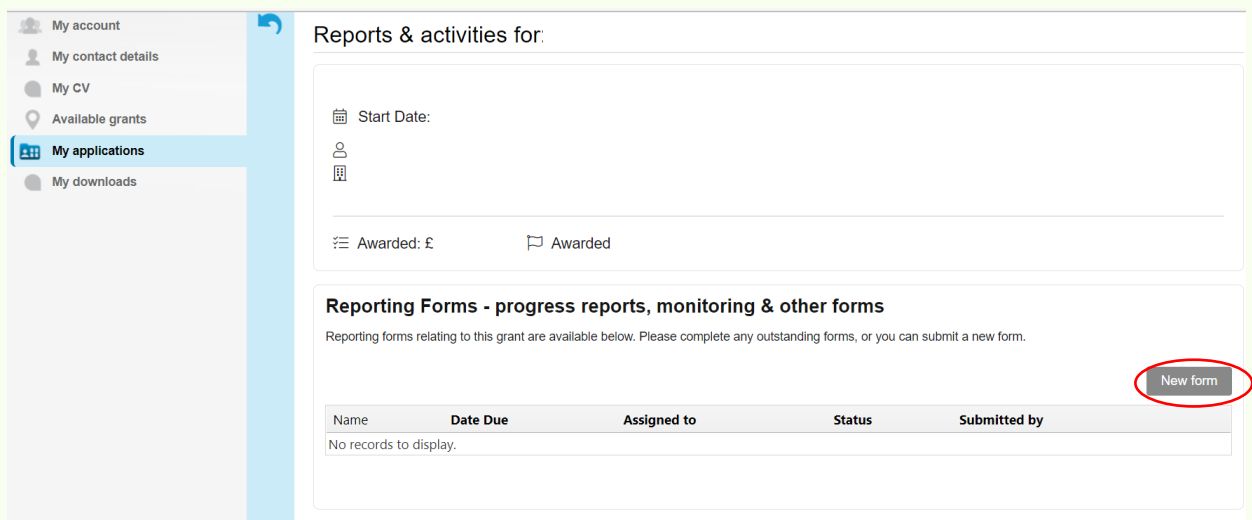 My account
My contact details
My CV
Available grants
My applications
My downloads
Reports & activities for:
Start Date:
Awarded: £ Awarded
Reporting Forms - progress reports, monitoring & other forms
Reporting forms relating to this grant are available below. Please complete any outstanding forms, or you can submit a new form.
New form
Name Date Due Assigned to Status Submitted by
No records to display.